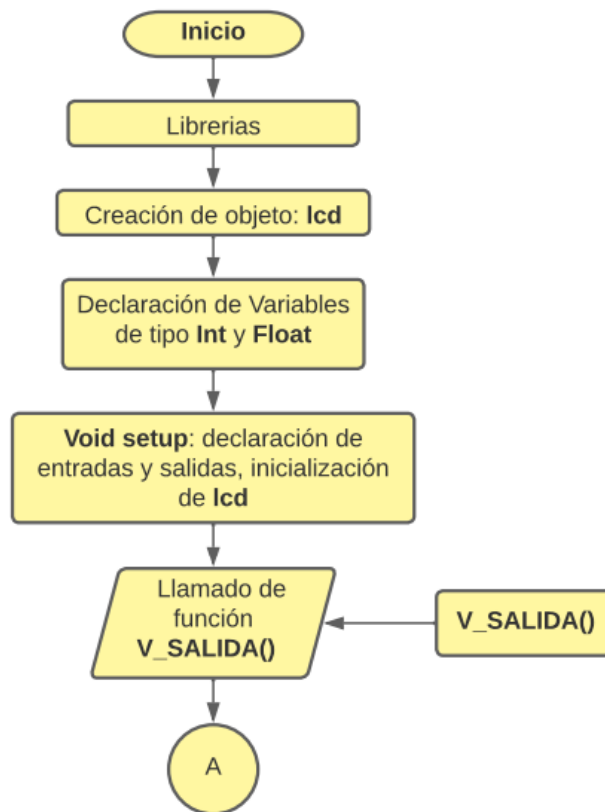 Inicio
Librerias
Creación de objeto: lcd
Declaración de Variables
de tipo Int y Float
Void setup: declaración de
entradas y salidas, inicialización
de lcd
Llamado de
función
V_SALIDA()
V_SALIDA()
A